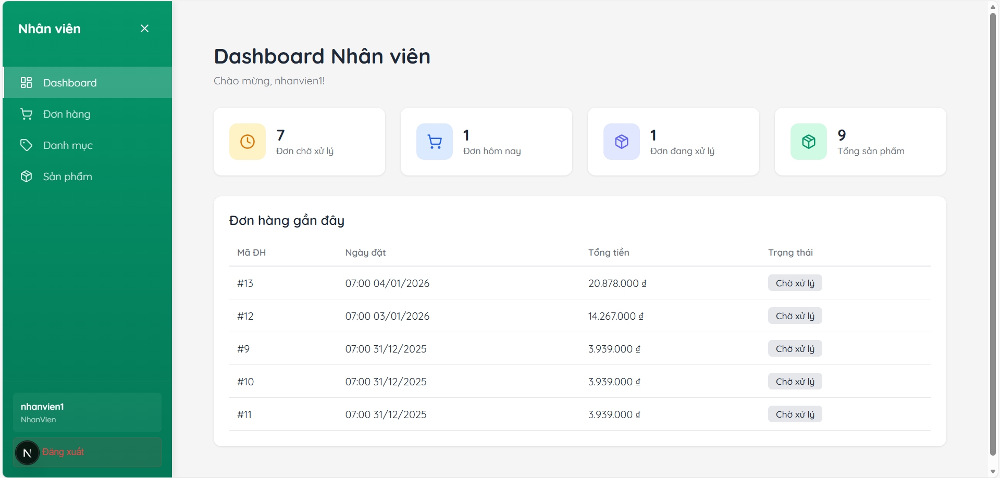 Nhân viên
Dashboard
Đơn hàng
Danh mục
Sản phẩm
nhanvien1
NhanVien
N
Đăng xuất
Dashboard Nhân viên
Chào mừng, nhanvien1!
7
Đơn chờ xử lý
1
Đơn hôm nay
1
Đơn đang xử lý
9
Tổng sản phẩm
Đơn hàng gần đây
Mã ĐH Ngày đặt Tổng tiền Trạng thái
#13 07:00 04/01/2026 20.878.000 ₫ Chờ xử lý
#12 07:00 03/01/2026 14.267.000 ₫ Chờ xử lý
#9 07:00 31/12/2025 3.939.000 ₫ Chờ xử lý
#10 07:00 31/12/2025 3.939.000 ₫ Chờ xử lý
#11 07:00 31/12/2025 3.939.000 ₫ Chờ xử lý